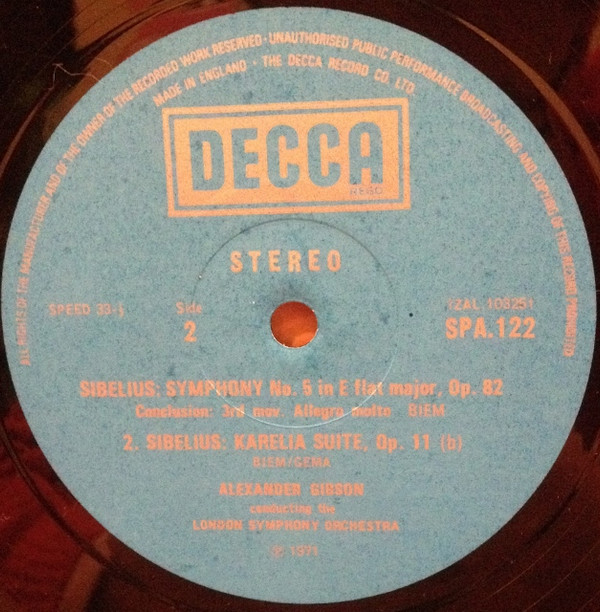 ALL RIGHTS OF THE MANUFACTURER AND OF THE OWNER OF THE RECORDED WORK RESERVED · UNAUTHORISED PUBLIC PERFORMANCE BROADCASTING AND COPYING OF THIS RECORD PROHIBITED
MADE IN ENGLAND · THE DECCA RECORD CO. LTD.
DECCA
STEREO
SPEED 33⅓
Side
2
SPA.122
SIBELIUS: SYMPHONY No. 5 in E flat major, Op. 82
Conclusion: 3rd mov. Allegro molto BIEM
2. SIBELIUS: KARELIA SUITE, Op. 11 (b)
BIEM/GEMA
ALEXANDER GIBSON
conducting the
LONDON SYMPHONY ORCHESTRA
℗ 1971